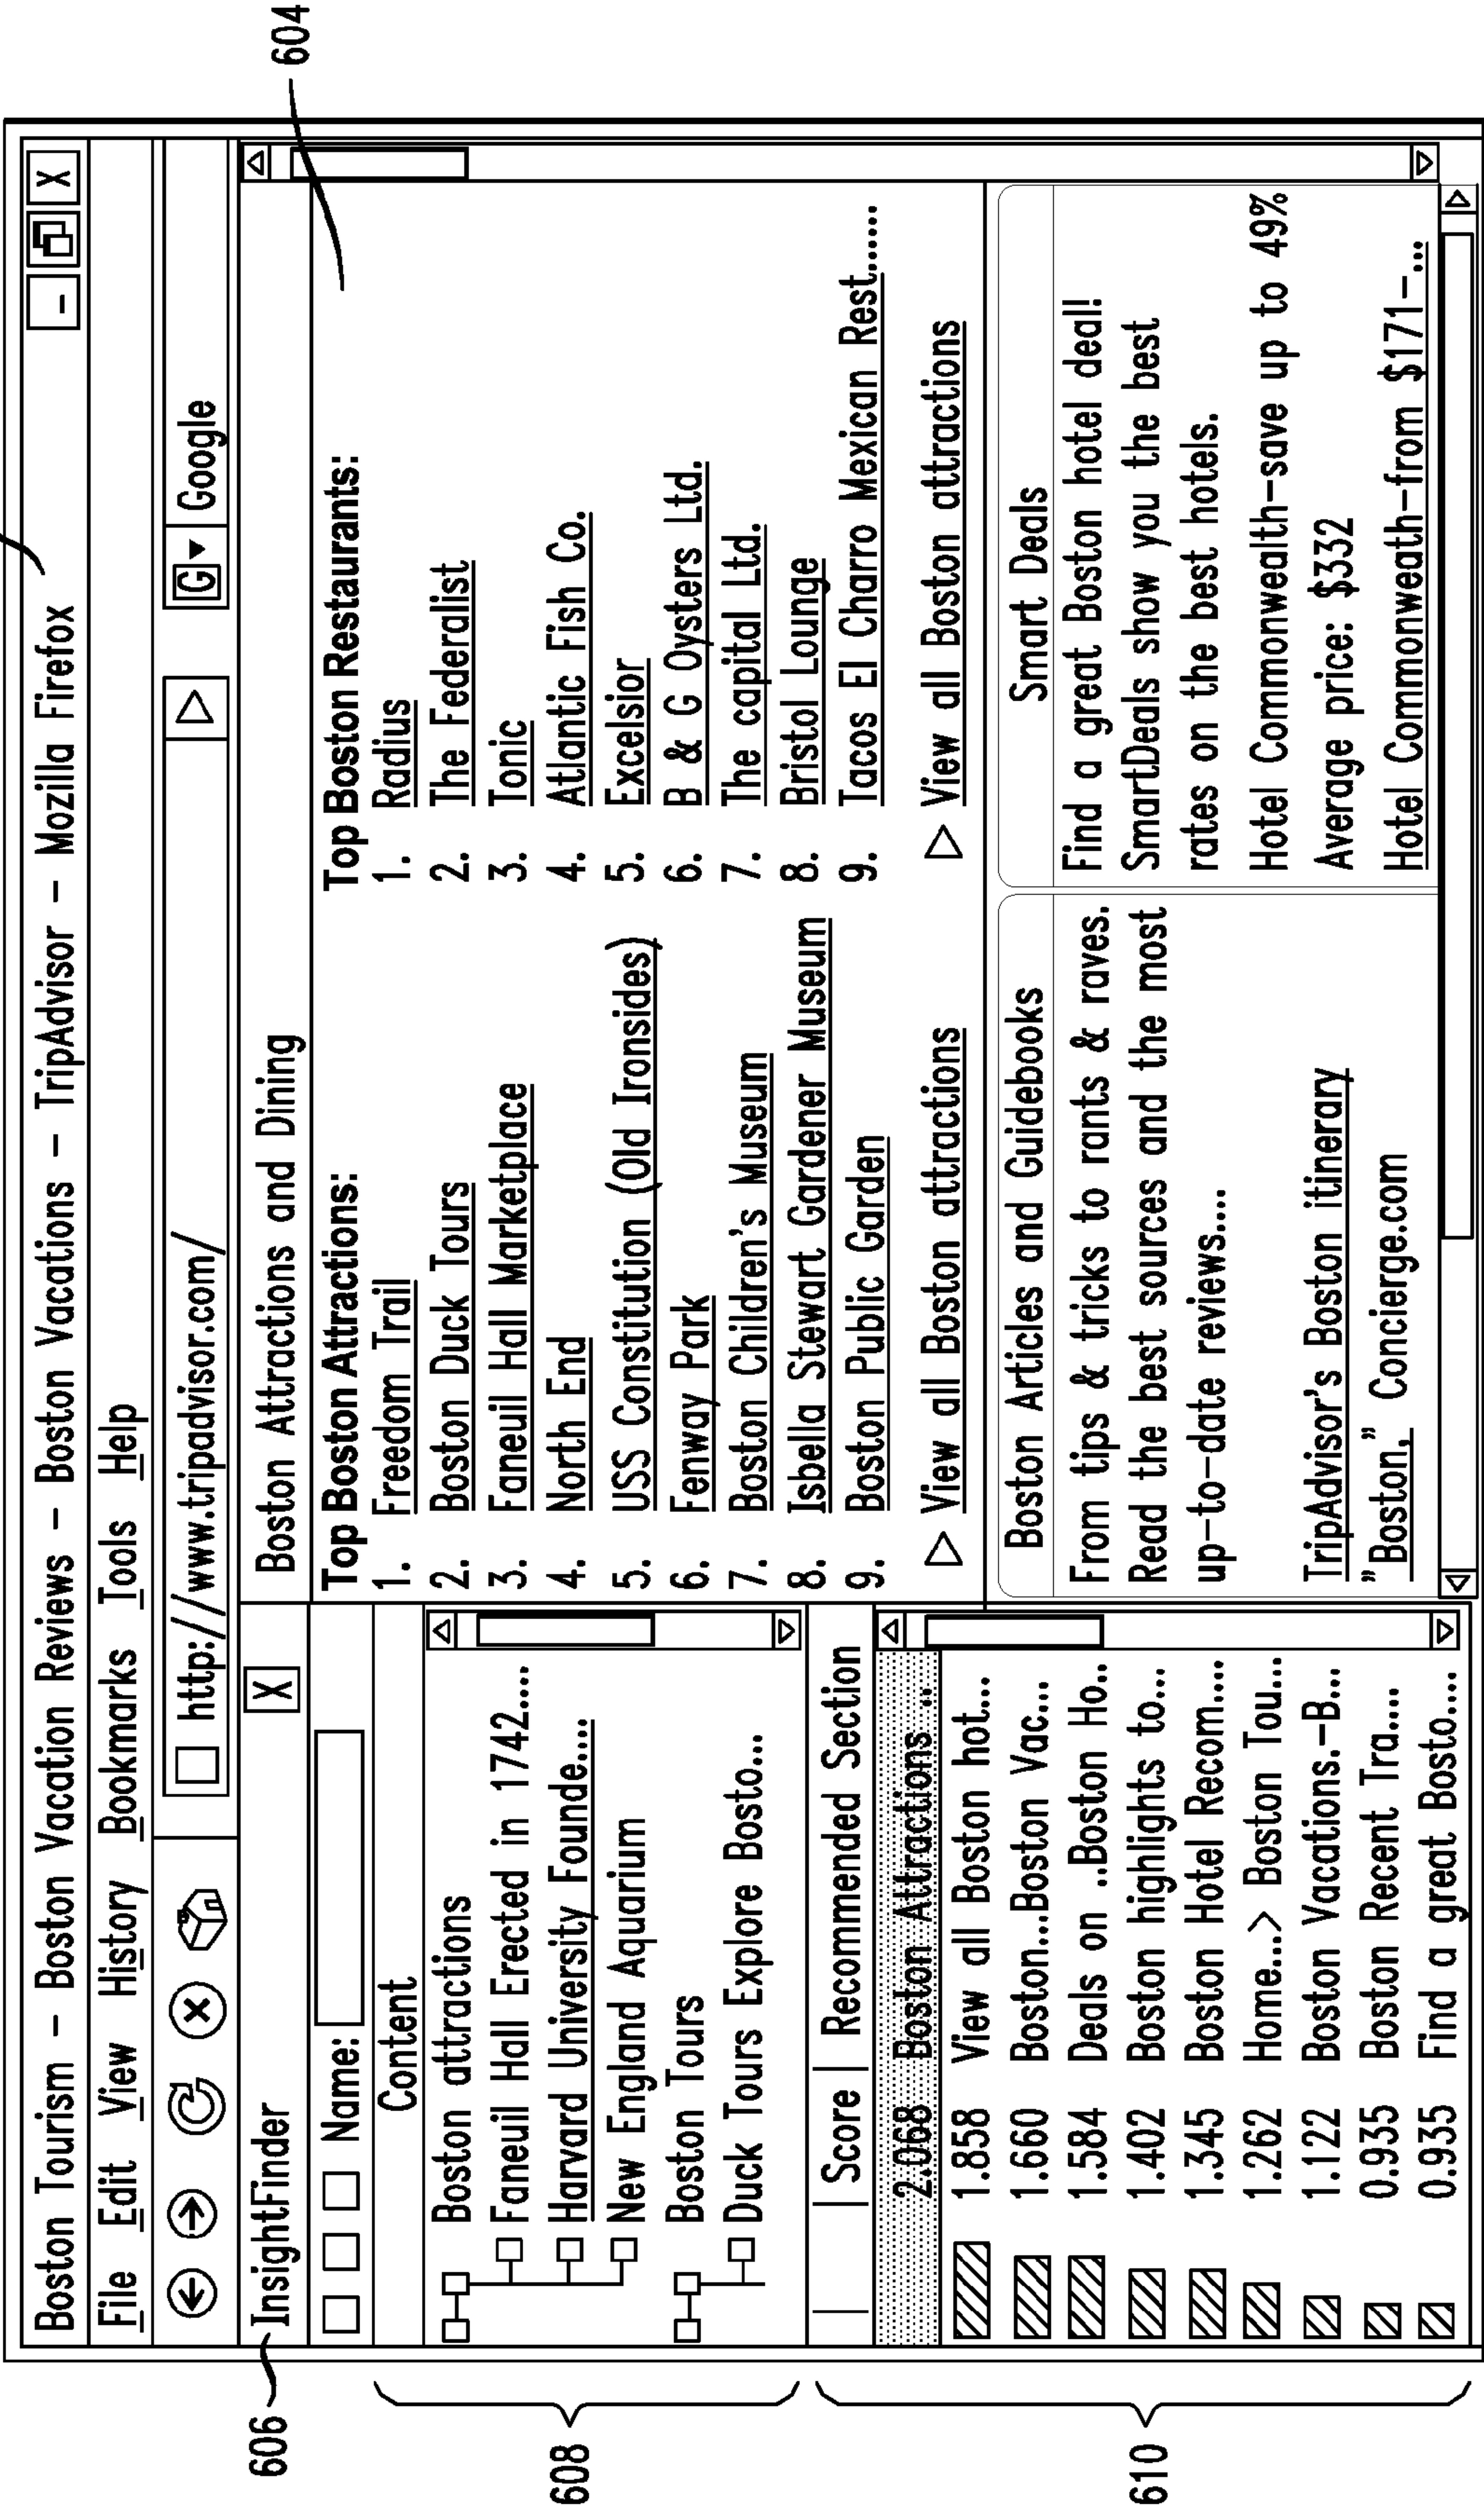 Boston Tourism - Boston Vacation Reviews - Boston Vacations - TripAdvisor - Mozilla Firefox
- X
File Edit View History Bookmarks Tools Help
http://www.tripadvisor.com/
G Google
604
606
InsightFinder X
Name:
Content
608
Boston attractions
Faneuil Hall Erected in 1742....
Harvard University Founde....
New England Aquarium
Boston Tours
Duck Tours Explore Bosto...
Score Recommended Section
610
2.068 Boston Attractions ..
1.858 View all Boston hot...
1.660 Boston...Boston Vac...
1.584 Deals on ..Boston Ho..
1.402 Boston highlights to...
1.345 Boston Hotel Recom....
1.262 Home...> Boston Tou...
1.122 Boston Vacations.-B...
0.935 Boston Recent Tra....
0.935 Find a great Bosto....
Boston Attractions and Dining
Top Boston Attractions:
1. Freedom Trail
2. Boston Duck Tours
3. Faneuil Hall Marketplace
4. North End
5. USS Constitution (Old Ironsides)
6. Fenway Park
7. Boston Children's Museum
8. Isbella Stewart Gardener Museum
9. Boston Public Garden
View all Boston attractions
Top Boston Restaurants:
1. Radius
2. The Federalist
3. Tonic
4. Atlantic Fish Co.
5. Excelsior
6. B & G Oysters Ltd.
7. The capital Ltd.
8. Bristol Lounge
9. Tacos El Charro Mexican Rest......
View all Boston attractions
Boston Articles and Guidebooks
From tips & tricks to rants & raves.
Read the best sources and the most
up-to-date reviews....
TripAdvisor's Boston itinerary
" Boston," Concierge.com
Smart Deals
Find a great Boston hotel deal!
SmartDeals show you the best
rates on the best hotels.
Hotel Commonwealth-save up to 49%
Average price: $332
Hotel Commonweath-from $171-...